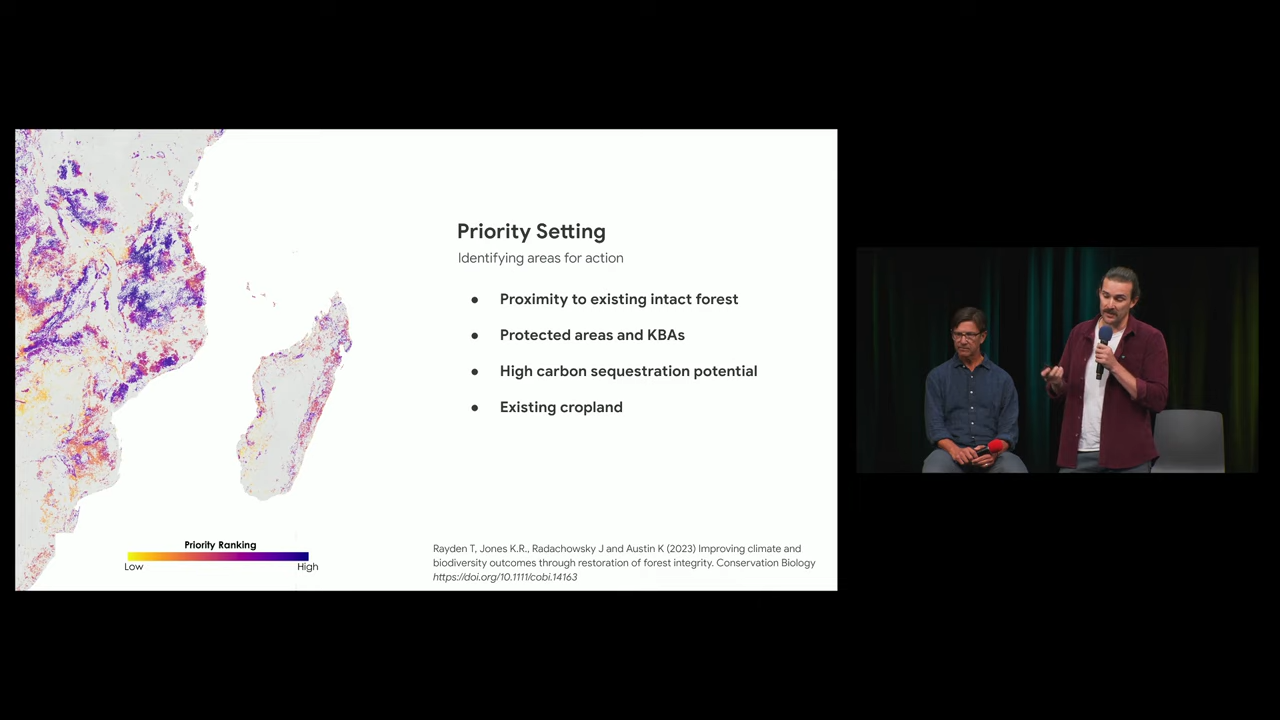 Priority Setting
Identifying areas for action
● Proximity to existing intact forest
● Protected areas and KBAs
● High carbon sequestration potential
● Existing cropland
Priority Ranking
Low High
Rayden T, Jones K.R., Radachowsky J and Austin K (2023) Improving climate and
biodiversity outcomes through restoration of forest integrity. Conservation Biology
https://doi.org/10.1111/cobi.14163